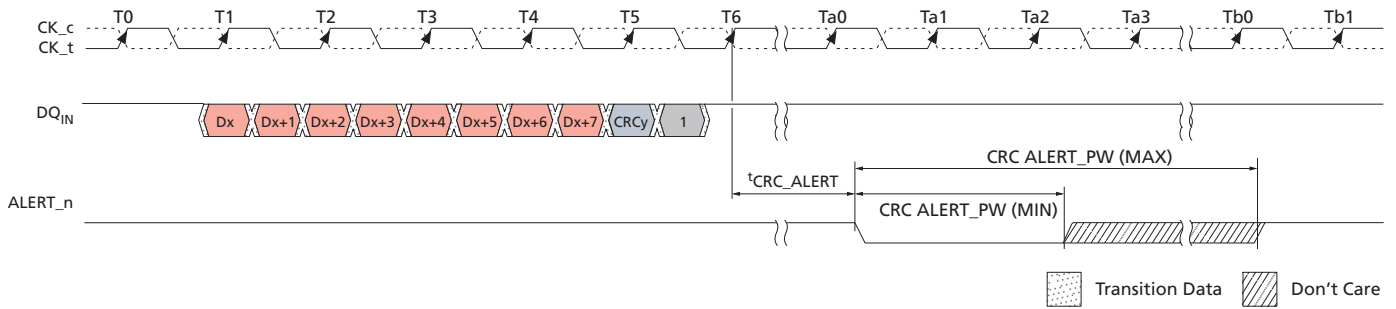 T0 T1 T2 T3 T4 T5 T6 Ta0 Ta1 Ta2 Ta3 Tb0 Tb1
CK_c
CK_t
DQIN
Dx Dx+1 Dx+2 Dx+3 Dx+4 Dx+5 Dx+6 Dx+7 CRCy 1
CRC ALERT_PW (MAX)
tCRC_ALERT
CRC ALERT_PW (MIN)
ALERT_n
Transition Data
Don't Care